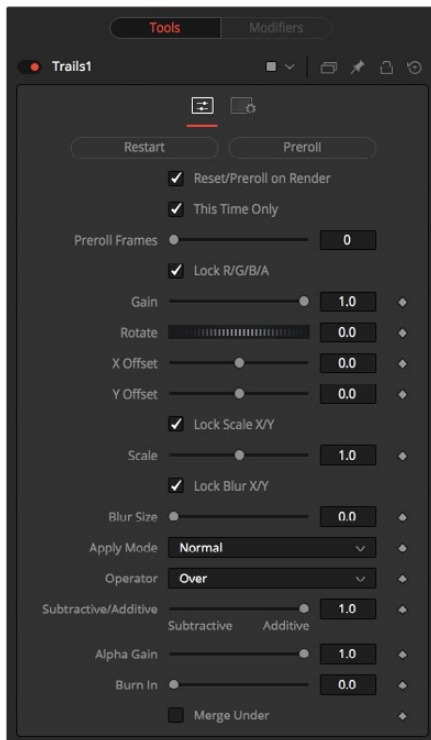 Tools Modifiers
Trails1
Restart Preroll
Reset/Preroll on Render
This Time Only
Preroll Frames 0
Lock R/G/B/A
Gain 1.0
Rotate 0.0
X Offset 0.0
Y Offset 0.0
Lock Scale X/Y
Scale 1.0
Lock Blur X/Y
Blur Size 0.0
Apply Mode Normal
Operator Over
Subtractive/Additive 1.0
Subtractive Additive
Alpha Gain 1.0
Burn In 0.0
Merge Under